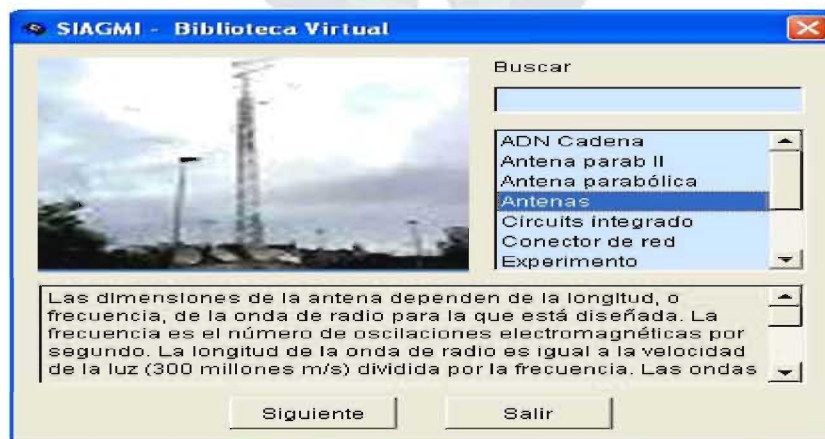 SIAGMI - Biblioteca Virtual
Buscar
ADN Cadena
Antena parab II
Antena parabólica
Antenas
Circuits integrado
Conector de red
Experimento
Las dimensiones de la antena dependen de la longitud, o
frecuencia, de la onda de radio para la que está diseñada. La
frecuencia es el número de oscilaciones electromagnéticas por
segundo. La longitud de la onda de radio es igual a la velocidad
de la luz (300 millones m/s) dividida por la frecuencia. Las ondas
Siguiente
Salir